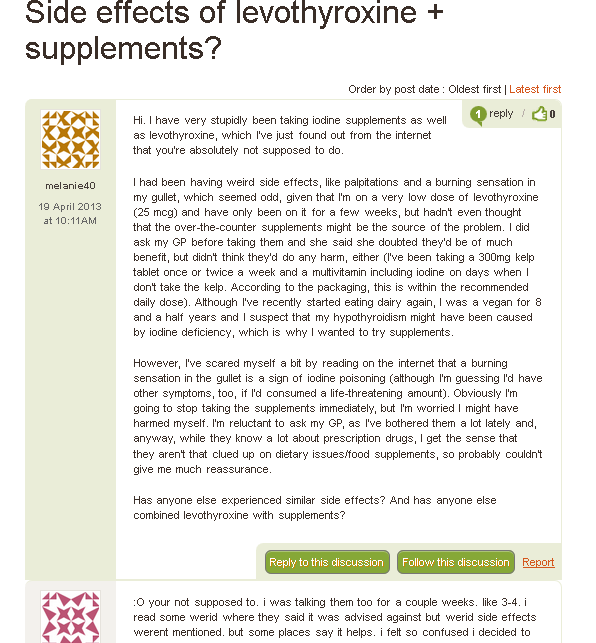 Side effects of levothyroxine +
supplements?
Order by post date : Oldest first | Latest first
1 reply / 0
melanie40
19 April 2013
at 10:11AM
Hi. I have very stupidly been taking iodine supplements as well
as levothyroxine, which I've just found out from the internet
that you're absolutely not supposed to do.
I had been having weird side effects, like palpitations and a burning sensation in
my gullet, which seemed odd, given that I'm on a very low dose of levothyroxine
(25 mcg) and have only been on it for a few weeks, but hadn't even thought
that the over-the-counter supplements might be the source of the problem. I did
ask my GP before taking them and she said she doubted they'd be of much
benefit, but didn't think they'd do any harm, either (I've been taking a 300mg kelp
tablet once or twice a week and a multivitamin including iodine on days when I
don't take the kelp. According to the packaging, this is within the recommended
daily dose). Although I've recently started eating dairy again, I was a vegan for 8
and a half years and I suspect that my hypothyroidism might have been caused
by iodine deficiency, which is why I wanted to try supplements.
However, I've scared myself a bit by reading on the internet that a burning
sensation in the gullet is a sign of iodine poisoning (although I'm guessing I'd have
other symptoms, too, if I'd consumed a life-threatening amount). Obviously I'm
going to stop taking the supplements immediately, but I'm worried I might have
harmed myself. I'm reluctant to ask my GP, as I've bothered them a lot lately and,
anyway, while they know a lot about prescription drugs, I get the sense that
they aren't that clued up on dietary issues/food supplements, so probably couldn't
give me much reassurance.
Has anyone else experienced similar side effects? And has anyone else
combined levothyroxine with supplements?
Reply to this discussion Follow this discussion Report
:O your not supposed to. i was talking them too for a couple weeks. like 3-4. i
read some werid where they said it was advised against but werid side effects
werent mentioned. but some places say it helps. i felt so confused i decided to